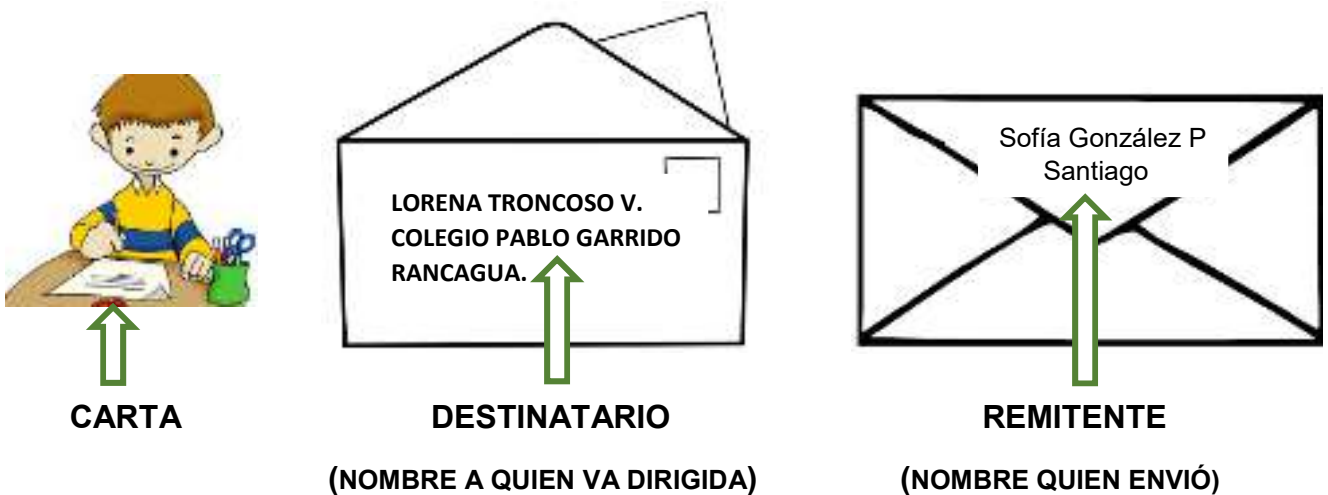 LORENA TRONCOSO V.
COLEGIO PABLO GARRIDO
RANCAGUA.
Sofía González P
Santiago
CARTA
DESTINATARIO
REMITENTE
(NOMBRE A QUIEN VA DIRIGIDA)
(NOMBRE QUIEN ENVIÓ)